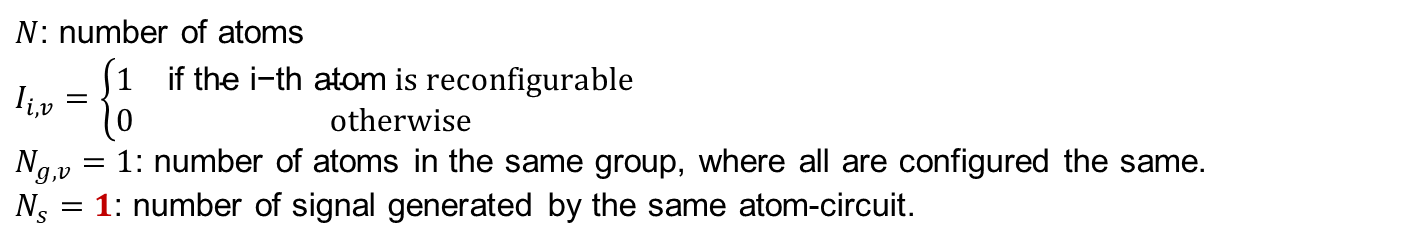 N: number of atoms
I_{i,v} = {1 if the i−th atom is reconfigurable
0 otherwise
N_{g,v} = 1: number of atoms in the same group, where all are configured the same.
N_s = 1: number of signal generated by the same atom-circuit.